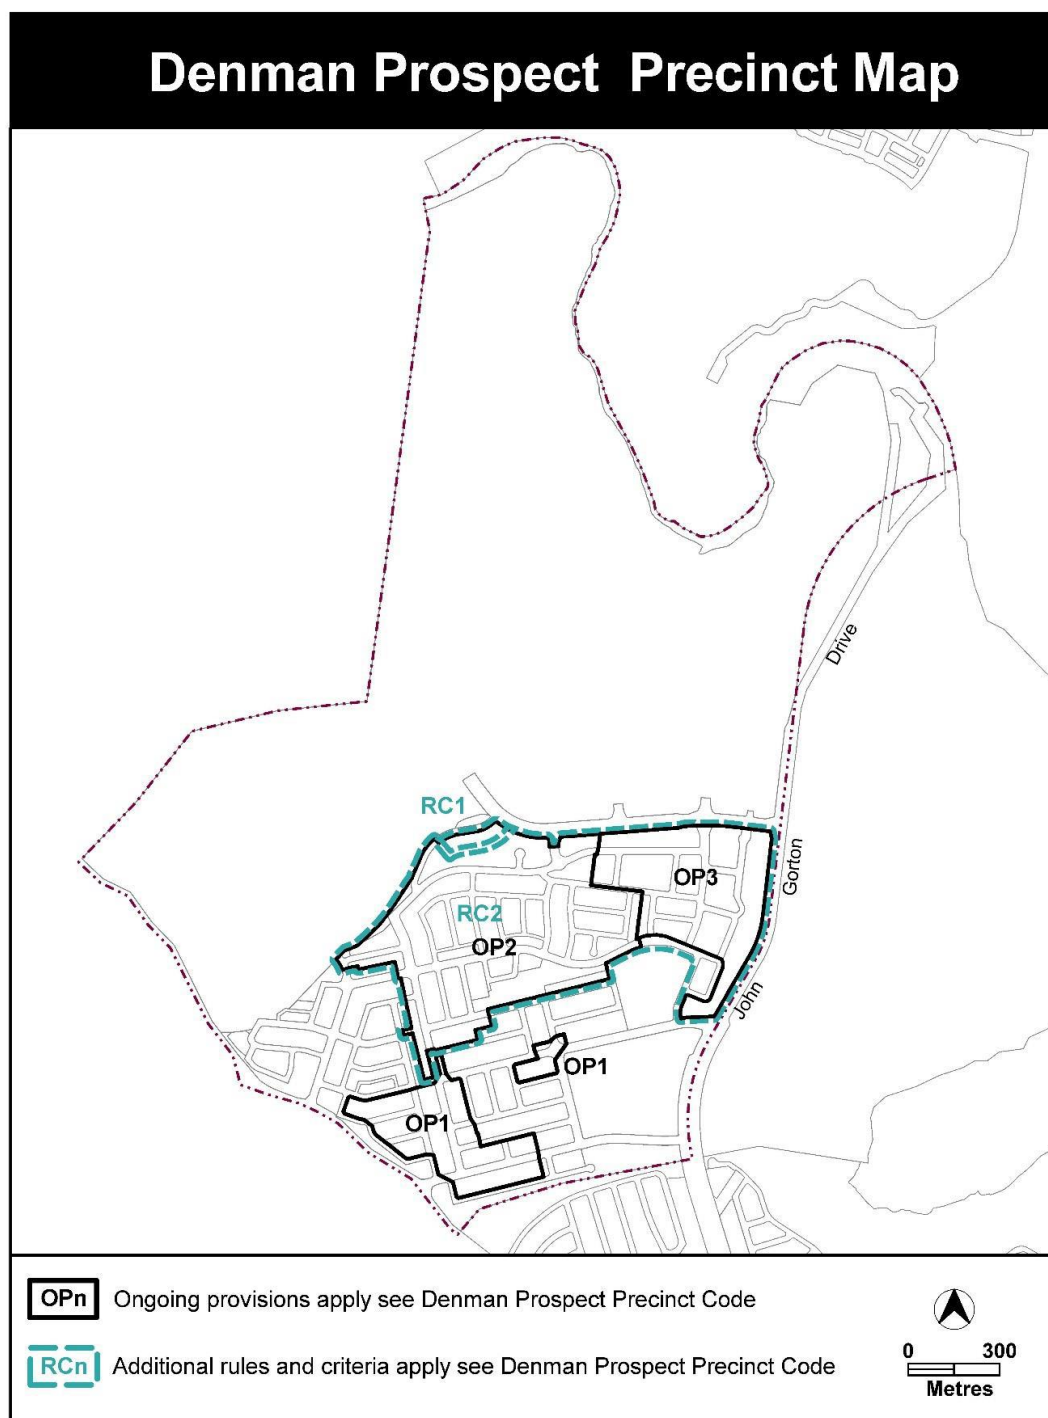 Denman Prospect Precinct Map
Drive
RC1
Gorton
OP3
RC2
OP2
John
OP1
OP1
OPn Ongoing provisions apply see Denman Prospect Precinct Code
RCn Additional rules and criteria apply see Denman Prospect Precinct Code
0 300
Metres